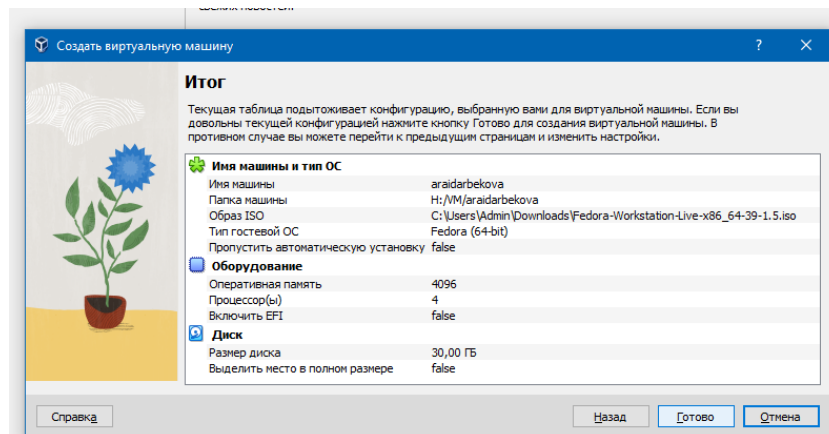 свежих новостей.
Создать виртуальную машину
Итог
Текущая таблица подытоживает конфигурацию, выбранную вами для виртуальной машины. Если вы
довольны текущей конфигурацией нажмите кнопку Готово для создания виртуальной машины. В
противном случае вы можете перейти к предыдущим страницам и изменить настройки.
Имя машины и тип ОС
Имя машины araidarbekova
Папка машины H:/VM/araidarbekova
Образ ISO C:\Users\Admin\Downloads\Fedora-Workstation-Live-x86_64-39-1.5.iso
Тип гостевой ОС Fedora (64-bit)
Пропустить автоматическую установку false
Оборудование
Оперативная память 4096
Процессор(ы) 4
Включить EFI false
Диск
Размер диска 30,00 ГБ
Выделить место в полном размере false
Справка Назад Готово Отмена